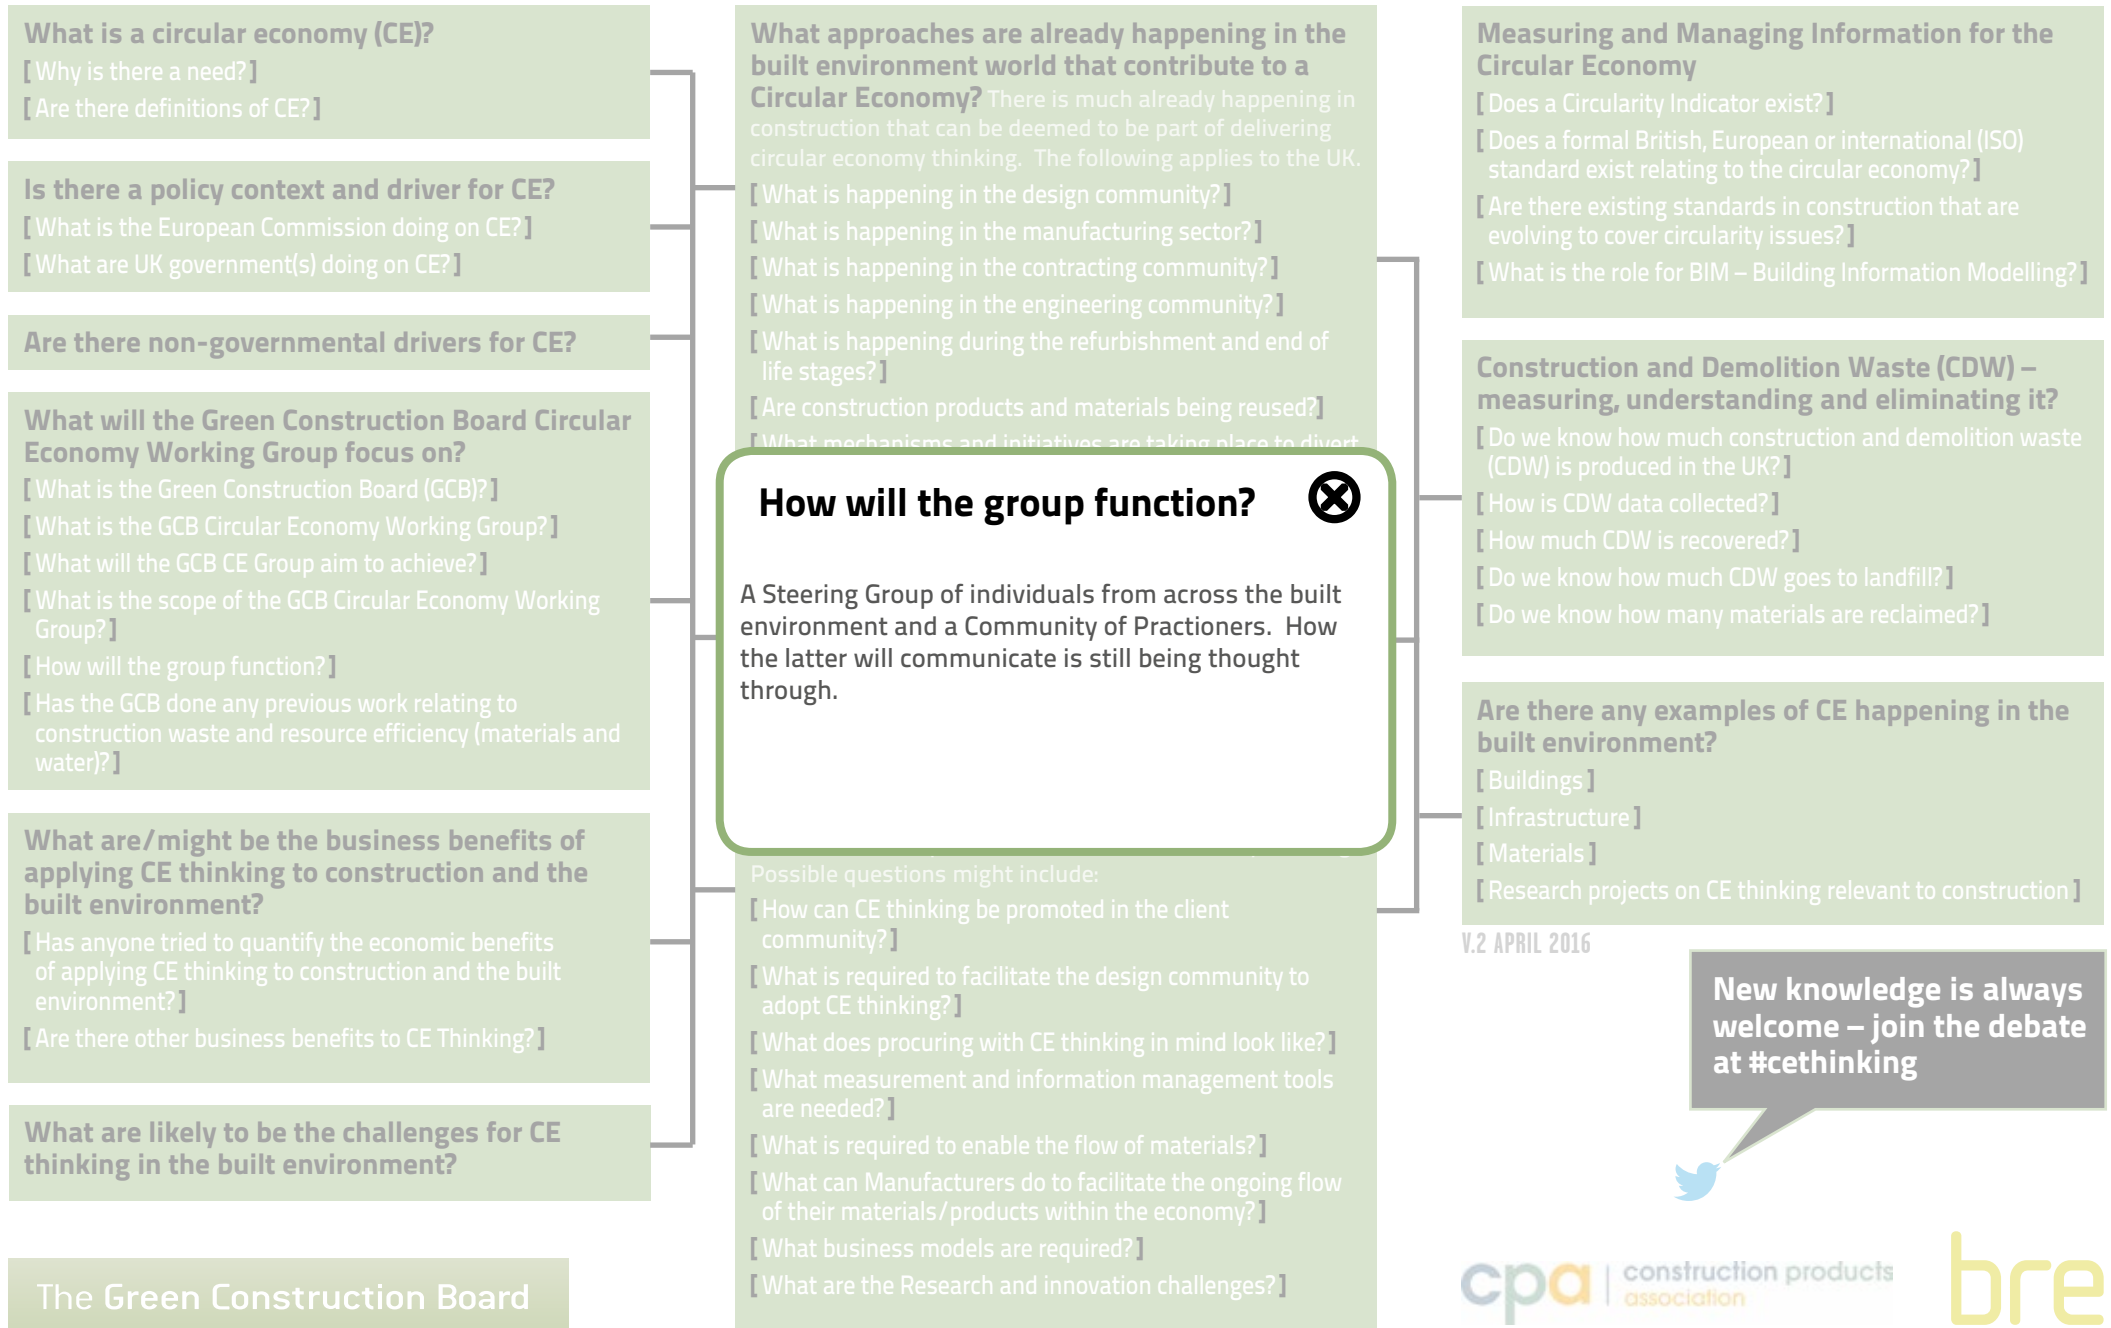 What is a circular economy (CE)?
[Why is there a need?]
[Are there definitions of CE?]
Is there a policy context and driver for CE?
[What is the European Commission doing on CE?]
[What are UK government(s) doing on CE?]
Are there non-governmental drivers for CE?
What will the Green Construction Board Circular
Economy Working Group focus on?
[What is the Green Construction Board (GCB)?]
[What is the GCB Circular Economy Working Group?]
[What will the GCB CE Group aim to achieve?]
[What is the scope of the GCB Circular Economy Working
Group?]
[How will the group function?]
[Has the GCB done any previous work relating to
construction waste and resource efficiency (materials and
water)?]
What are/might be the business benefits of
applying CE thinking to construction and the
built environment?
[Has anyone tried to quantify the economic benefits
of applying CE thinking to construction and the built
environment?]
[Are there other business benefits to CE Thinking?]
What are likely to be the challenges for CE
thinking in the built environment?
The Green Construction Board
What approaches are already happening in the
built environment world that contribute to a
Circular Economy? There is much already happening in
construction that can be deemed to be part of delivering
circular economy thinking. The following applies to the UK.
[What is happening in the design community?]
[What is happening in the manufacturing sector?]
[What is happening in the contracting community?]
[What is happening in the engineering community?]
[What is happening during the refurbishment and end of
life stages?]
[Are construction products and materials being reused?]
[What mechanisms and initiatives are taking place to divert
How will the group function?
A Steering Group of individuals from across the built
environment and a Community of Practioners. How
the latter will communicate is still being thought
through.
Possible questions might include:
[How can CE thinking be promoted in the client
community?]
[What is required to facilitate the design community to
adopt CE thinking?]
[What does procuring with CE thinking in mind look like?]
[What measurement and information management tools
are needed?]
[What is required to enable the flow of materials?]
[What can Manufacturers do to facilitate the ongoing flow
of their materials/products within the economy?]
[What business models are required?]
[What are the Research and innovation challenges?]
Measuring and Managing Information for the
Circular Economy
[Does a Circularity Indicator exist?]
[Does a formal British, European or international (ISO)
standard exist relating to the circular economy?]
[Are there existing standards in construction that are
evolving to cover circularity issues?]
[What is the role for BIM – Building Information Modelling?]
Construction and Demolition Waste (CDW) –
measuring, understanding and eliminating it?
[Do we know how much construction and demolition waste
(CDW) is produced in the UK?]
[How is CDW data collected?]
[How much CDW is recovered?]
[Do we know how much CDW goes to landfill?]
[Do we know how many materials are reclaimed?]
Are there any examples of CE happening in the
built environment?
[Buildings]
[Infrastructure]
[Materials]
[Research projects on CE thinking relevant to construction]
V.2 APRIL 2016
New knowledge is always
welcome – join the debate
at #cethinking
cpa construction products
association
bre